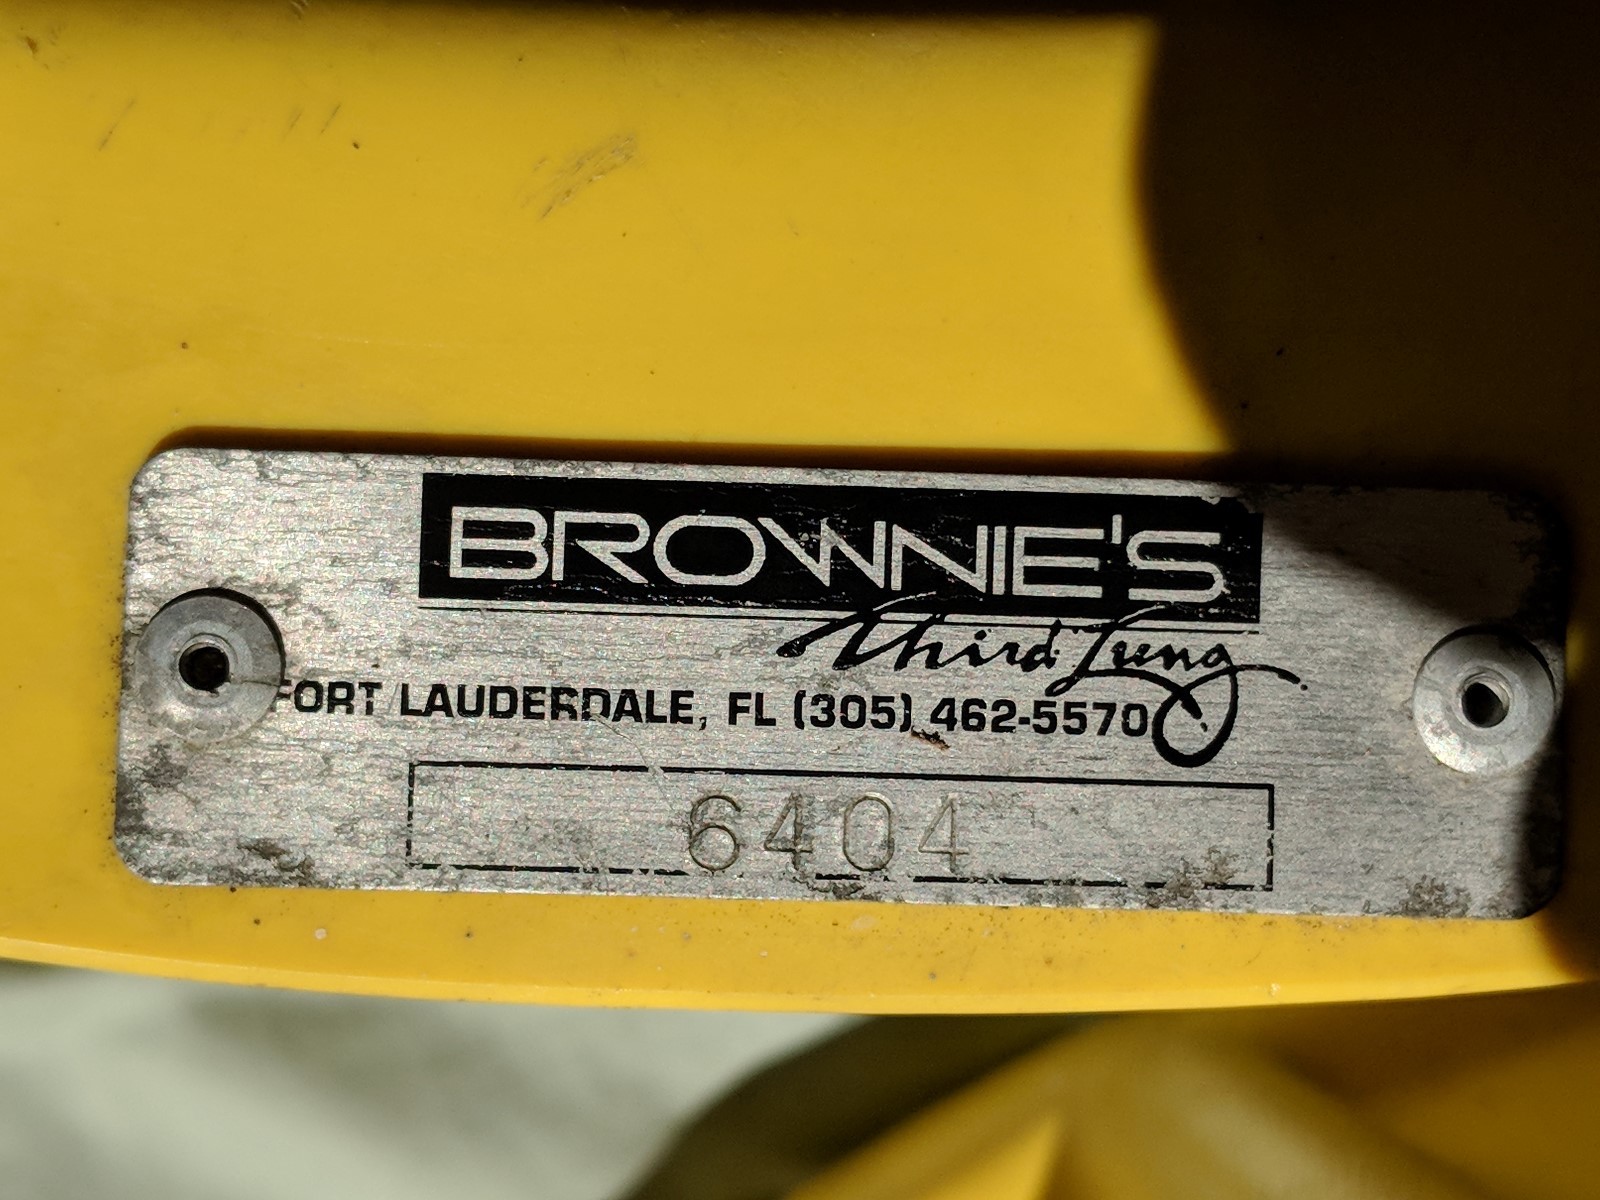 BROWNIE'S
Third Lung
FORT LAUDERDALE, FL (305) 462-5570
6404